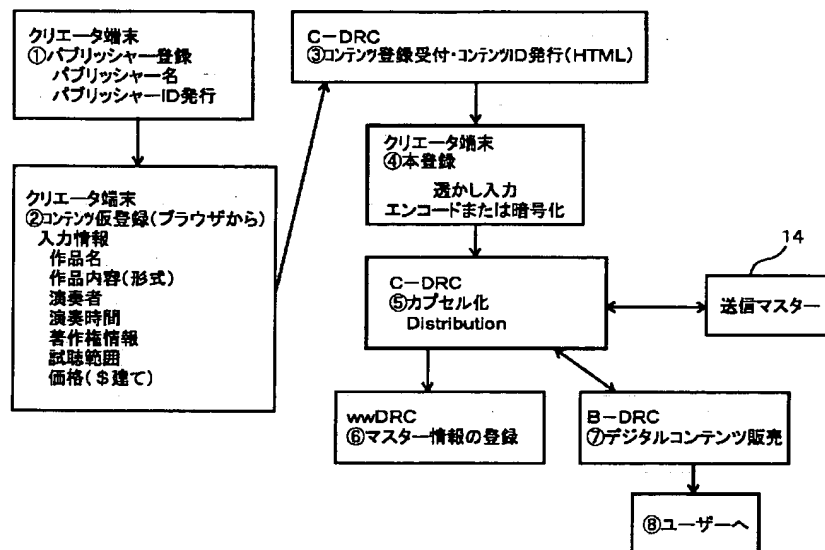 クリエータ端末
①パブリッシャー登録
パブリッシャー名
パブリッシャーID発行
クリエータ端末
②コンテンツ仮登録(ブラウザから)
入力情報
作品名
作品内容(形式)
演奏者
演奏時間
著作権情報
試聴範囲
価格($建て)
C-DRC
③コンテンツ登録受付・コンテンツID発行(HTML)
クリエータ端末
④本登録
透かし入力
エンコードまたは暗号化
C-DRC
⑤カプセル化
Distribution
14
送信マスター
wwDRC
⑥マスター情報の登録
B-DRC
⑦デジタルコンテンツ販売
⑧ユーザーへ